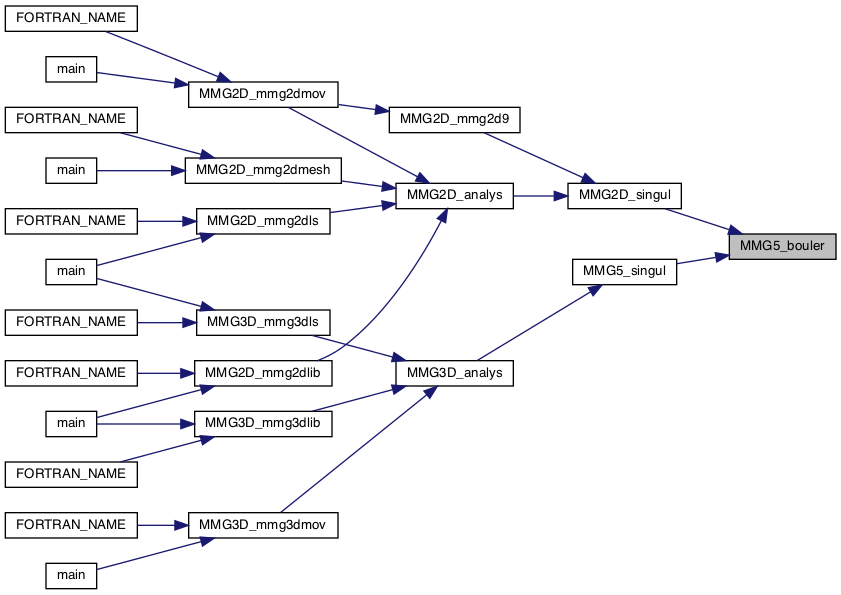 FORTRAN_NAME
main
MMG2D_mmg2dmov
FORTRAN_NAME
MMG2D_mmg2d9
main
MMG2D_mmg2dmesh
MMG2D_analys
MMG2D_singul
FORTRAN_NAME
MMG2D_mmg2dls
MMG5_bouler
main
MMG5_singul
FORTRAN_NAME
MMG3D_mmg3dls
FORTRAN_NAME
MMG2D_mmg2dlib
MMG3D_analys
main
MMG3D_mmg3dlib
FORTRAN_NAME
FORTRAN_NAME
MMG3D_mmg3dmov
main